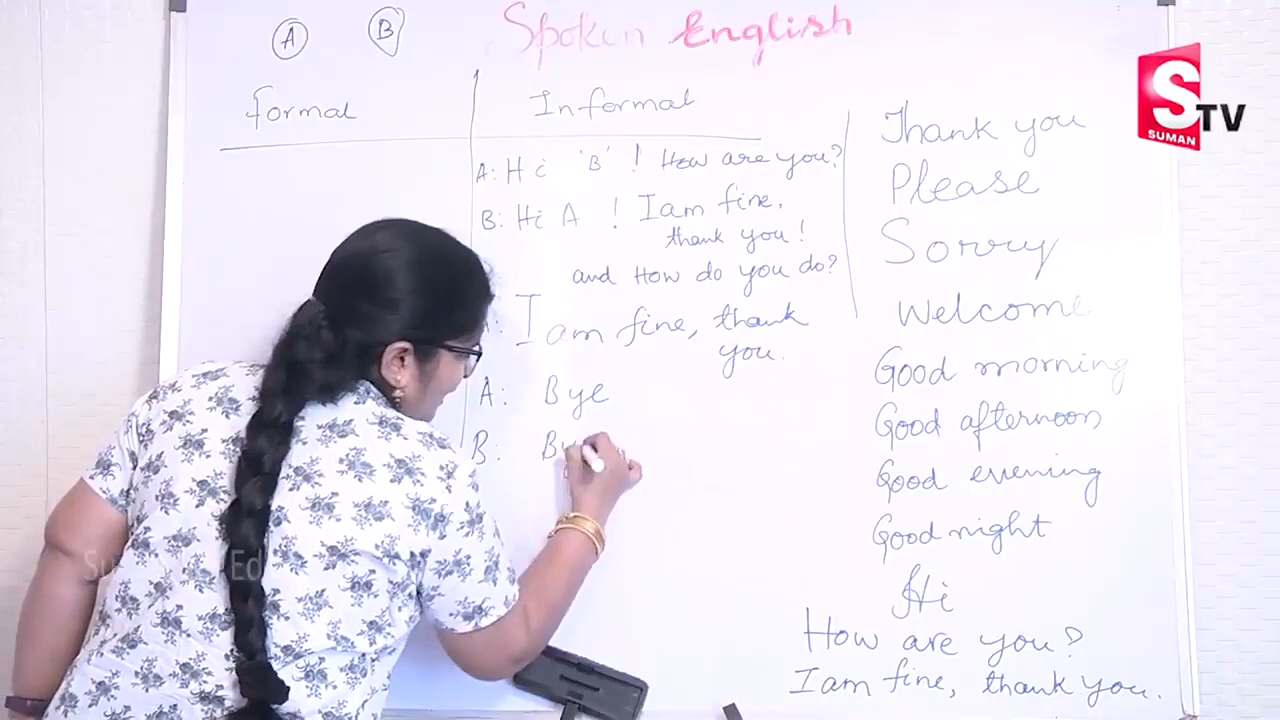 A B
Spoken English
Formal
Informal
A: Hi 'B' ! How are you?
B: Hi A ! I am fine,
thank you!
and How do you do?
: I am fine, thank
you.
A: Bye
B:
Thank you
Please
Sorry
Welcome
Good morning
Good afternoon
Good evening
Good night
Hi
How are you?
I am fine, thank you.
S TV
SUMAN